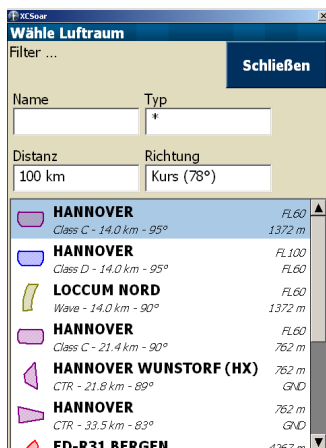 XCSoar
Wähle Luftraum
Filter ...
Schließen
Name Typ
*
Distanz Richtung
100 km Kurs (78°)
HANNOVER FL60
Class C - 14.0 km - 95° 1372 m
HANNOVER FL100
Class D - 14.0 km - 95° FL60
LOCCUM NORD FL60
Wave - 14.0 km - 90° 1372 m
HANNOVER FL60
Class C - 21.4 km - 90° 762 m
HANNOVER WUNSTORF (HX) 762 m
CTR - 21.8 km - 89° GND
HANNOVER 762 m
CTR - 33.5 km - 83° GND
ED-R31 BERGEN 4267 m